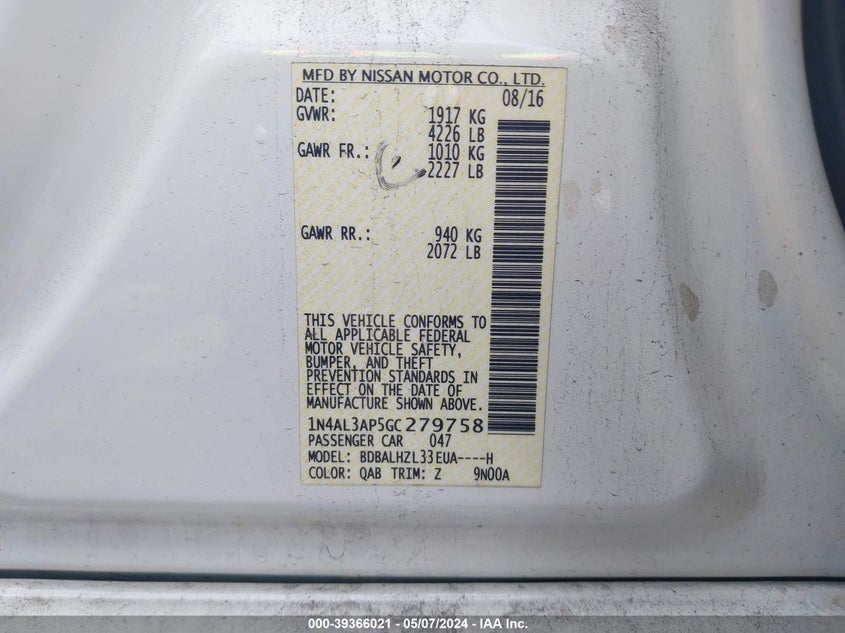 MFD BY NISSAN MOTOR CO., LTD.
DATE: 08/16
GVWR: 1917 KG
4226 LB
GAWR FR.: 1010 KG
2227 LB
GAWR RR.: 940 KG
2072 LB
THIS VEHICLE CONFORMS TO
ALL APPLICABLE FEDERAL
MOTOR VEHICLE SAFETY,
BUMPER, AND THEFT
PREVENTION STANDARDS IN
EFFECT ON THE DATE OF
MANUFACTURE SHOWN ABOVE.
1N4AL3AP5GC279758
PASSENGER CAR 047
MODEL: BDBALHZL33EUA----H
COLOR: QAB TRIM: Z 9N00A
000-39366021 - 05/07/2024 - IAA Inc.